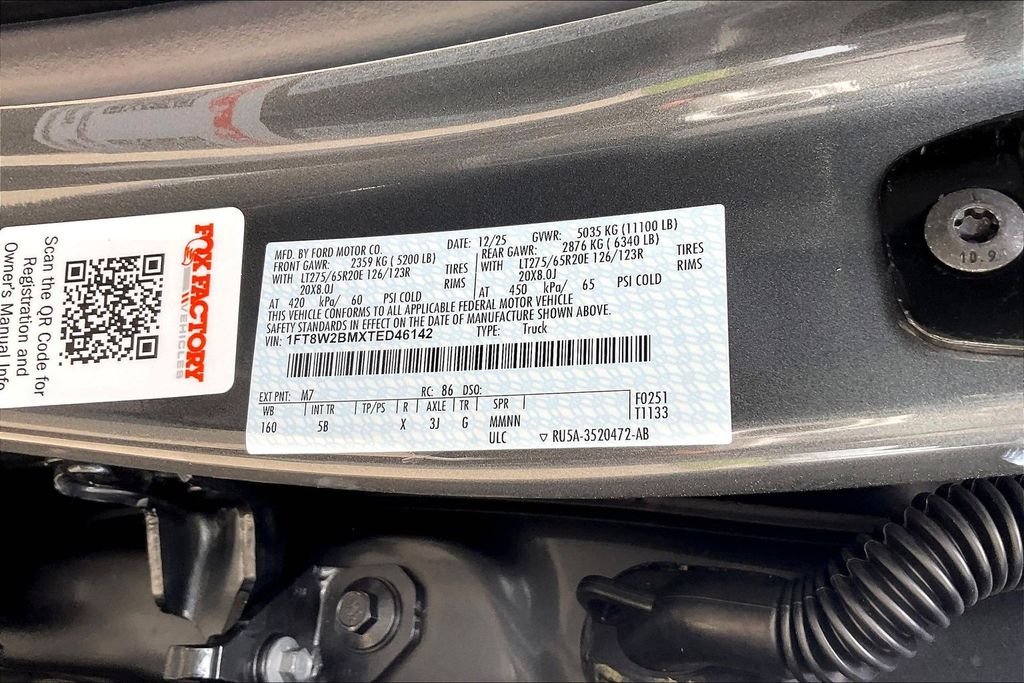 Scan the QR Code for
Registration and
Owner's Manual Info
FOX FACTORY
VEHICLES
MFD. BY FORD MOTOR CO.
DATE: 12/25 GVWR: 5035 KG (11100 LB)
FRONT GAWR: 2359 KG ( 5200 LB)
REAR GAWR: 2876 KG ( 6340 LB)
WITH LT275/65R20E 126/123R TIRES
WITH LT275/65R20E 126/123R TIRES
20X8.0J RIMS
20X8.0J RIMS
AT 420 kPa/ 60 PSI COLD
AT 450 kPa/ 65 PSI COLD
THIS VEHICLE CONFORMS TO ALL APPLICABLE FEDERAL MOTOR VEHICLE
SAFETY STANDARDS IN EFFECT ON THE DATE OF MANUFACTURE SHOWN ABOVE.
VIN: 1FT8W2BMXTED46142 TYPE: Truck
EXT PNT: M7 RC: 86 DSO:
WB INT TR TP/PS R AXLE TR SPR F0251
160 5B X 3J G MMNN T1133
ULC ▽ RU5A-3520472-AB
10.9